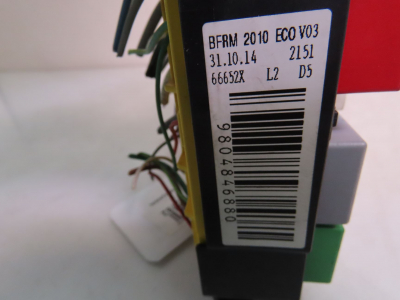 BFRM 2010 ECO V03
31.10.14 2151
66652X L2 D5
9804846880